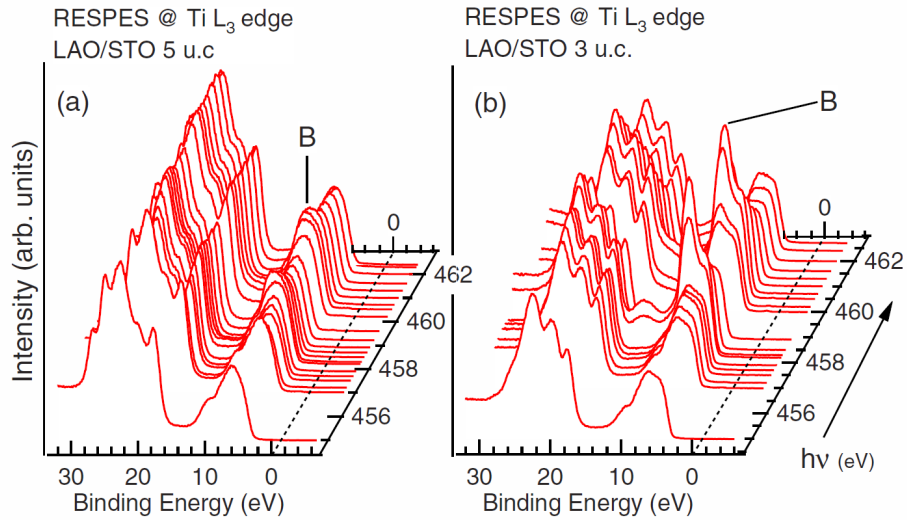 RESPES @ Ti L₃ edge
LAO/STO 5 u.c
(a)
B
Intensity (arb. units)
0
462
460
458
456
30 20 10 0
Binding Energy (eV)
RESPES @ Ti L₃ edge
LAO/STO 3 u.c.
(b)
B
0
462
460
458
456
hν (eV)
30 20 10 0
Binding Energy (eV)